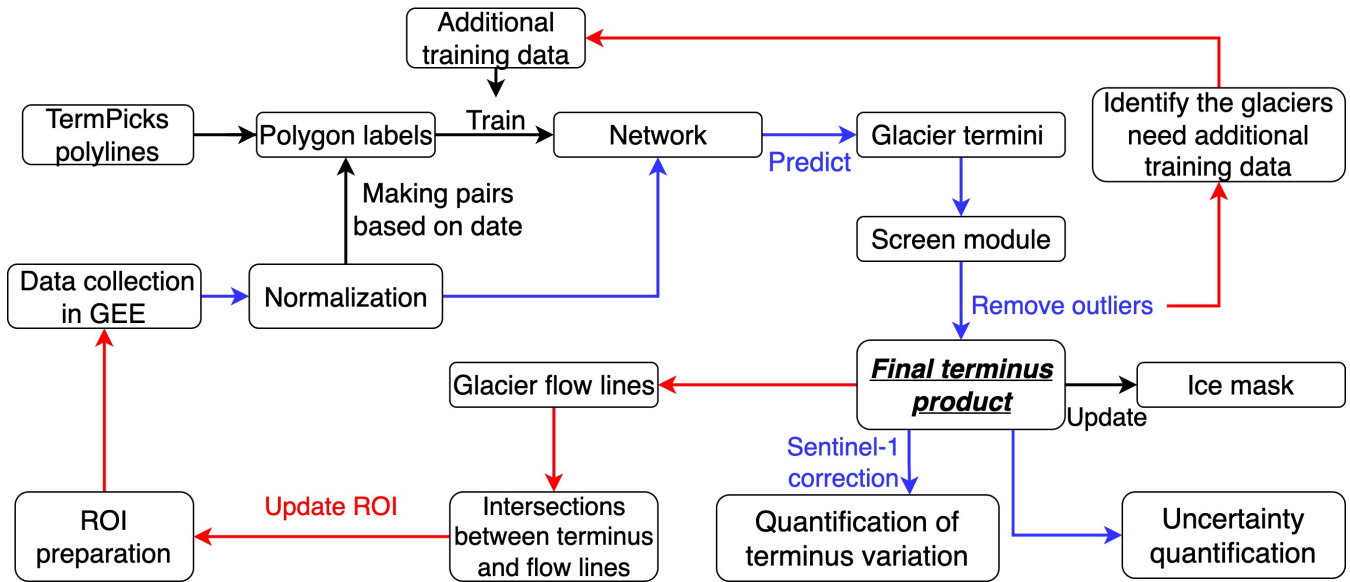 Additional
training data
TermPicks
polylines
Polygon labels
Train
Network
Predict
Glacier termini
Identify the glaciers
need additional
training data
Making pairs
based on date
Screen module
Data collection
in GEE
Normalization
Remove outliers
Glacier flow lines
Final terminus
product
Update
Ice mask
Sentinel-1
correction
ROI
preparation
Update ROI
Intersections
between terminus
and flow lines
Quantification of
terminus variation
Uncertainty
quantification